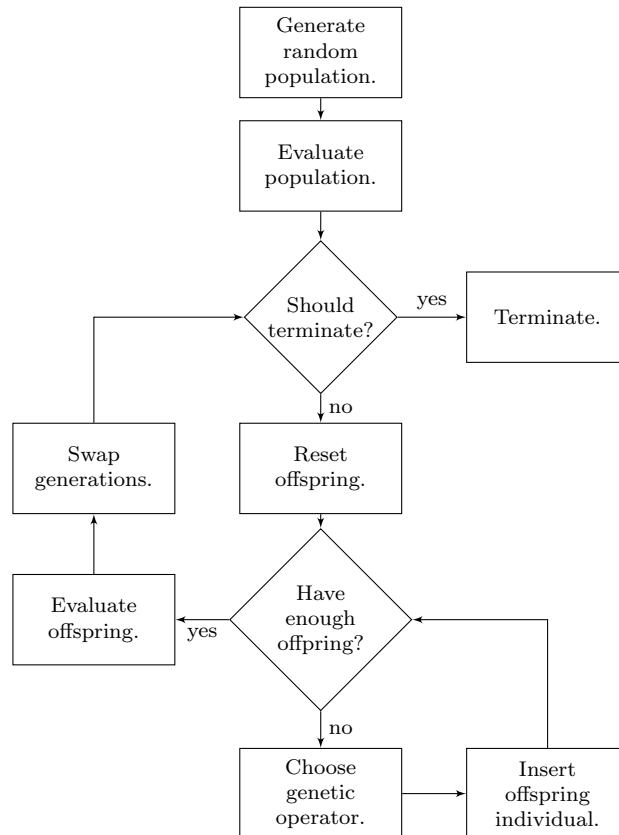 Generate
random
population.
Evaluate
population.
Should
terminate?
yes
Terminate.
no
Swap
generations.
Reset
offspring.
Evaluate
offspring.
yes
Have
enough
offpring?
no
Choose
genetic
operator.
Insert
offspring
individual.